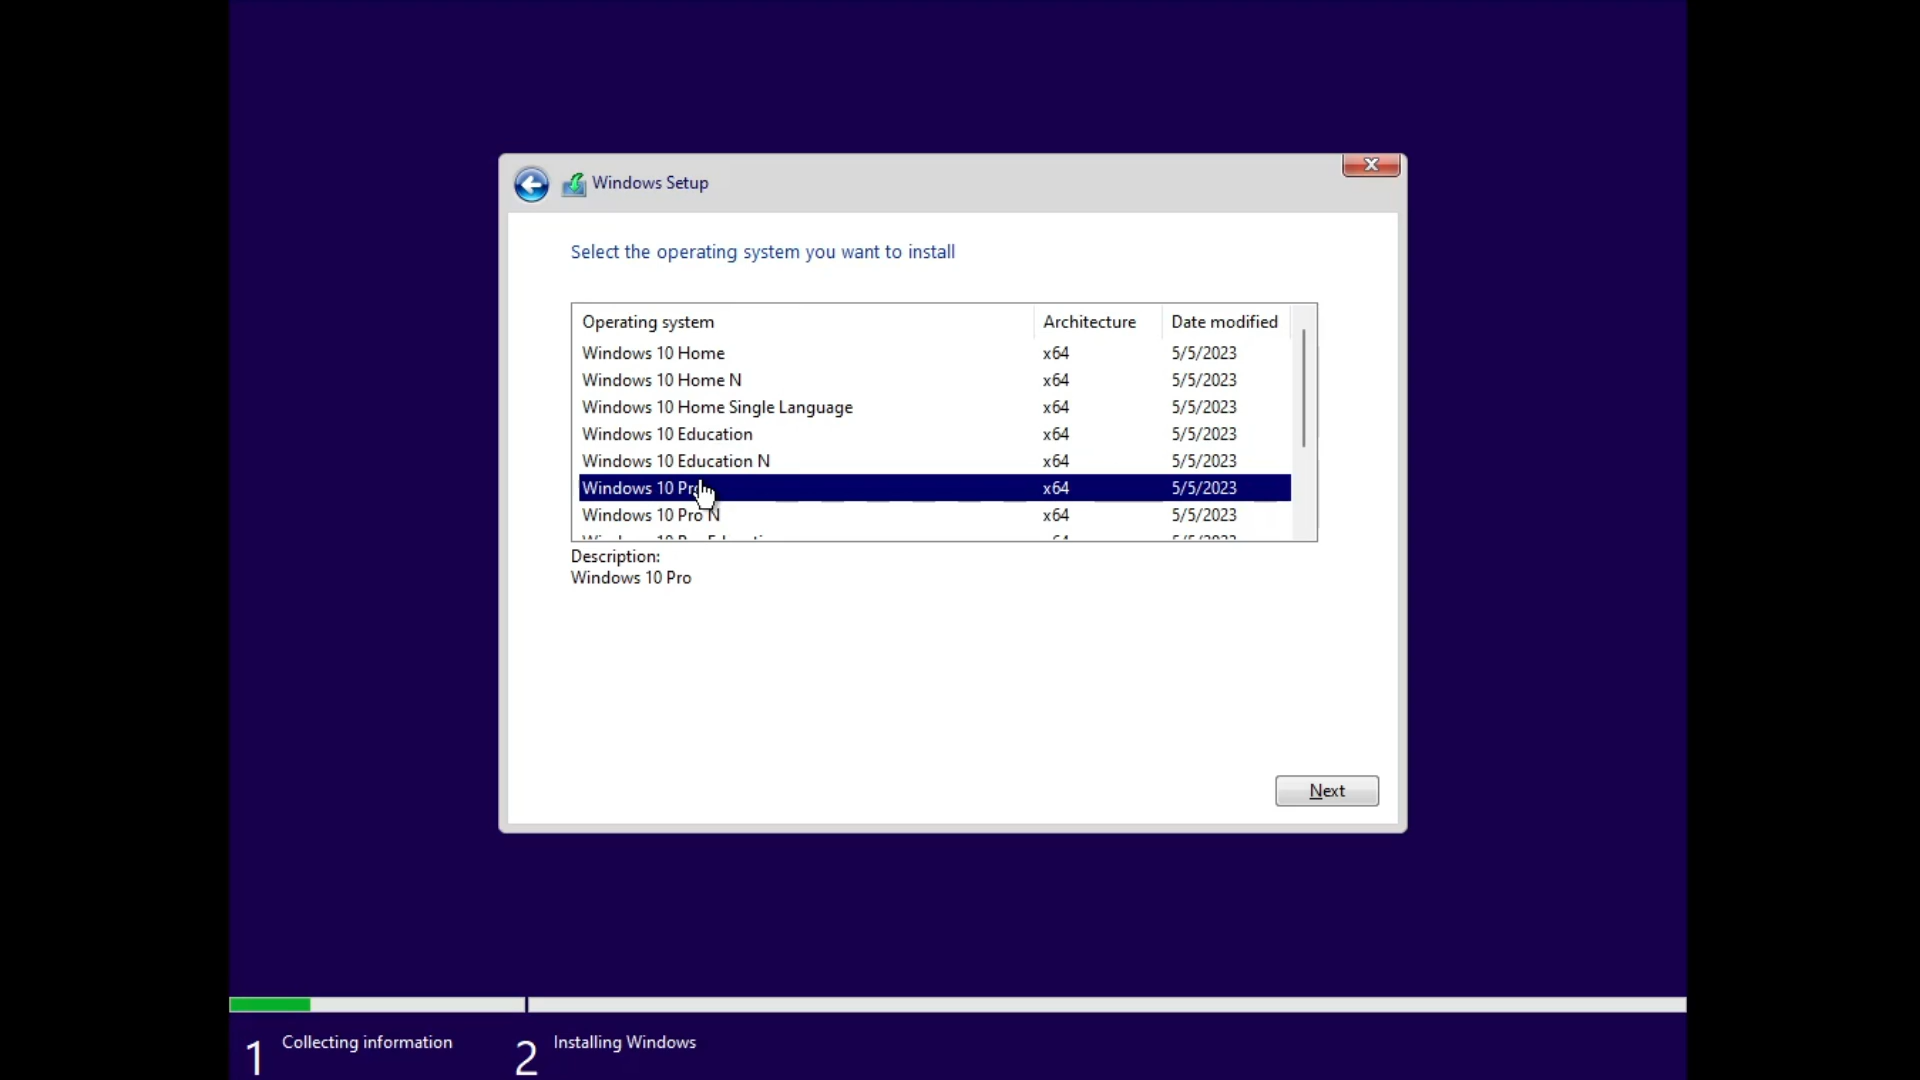 Windows Setup
Select the operating system you want to install
Operating system Architecture Date modified
Windows 10 Home x64 5/5/2023
Windows 10 Home N x64 5/5/2023
Windows 10 Home Single Language x64 5/5/2023
Windows 10 Education x64 5/5/2023
Windows 10 Education N x64 5/5/2023
Windows 10 Pro x64 5/5/2023
Windows 10 Pro N x64 5/5/2023
Description:
Windows 10 Pro
Next
1 Collecting information 2 Installing Windows